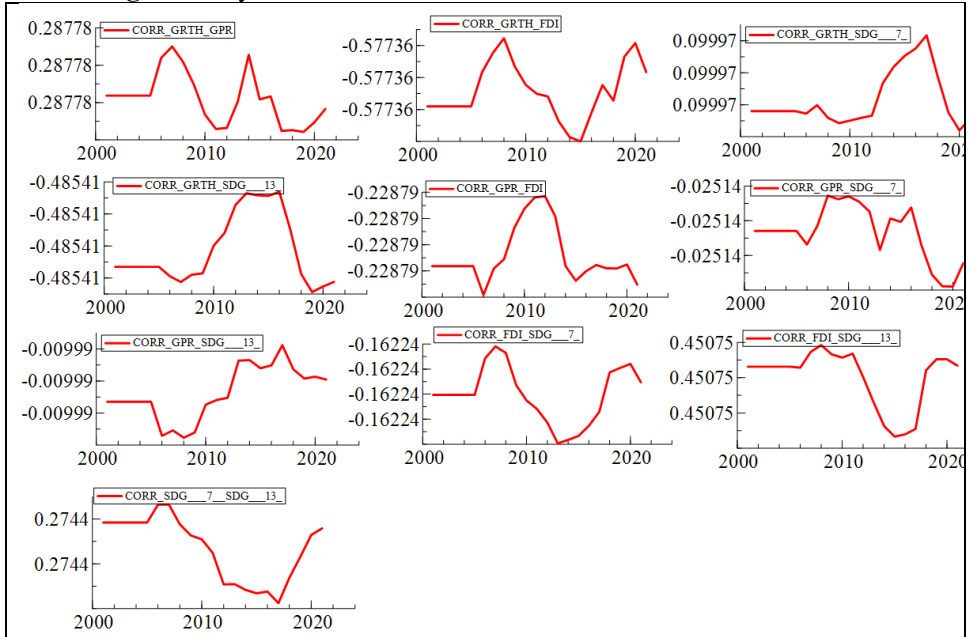 CORR_GRTH_GPR
0.28778
0.28778
0.28778
2000 2010 2020
CORR_GRTH_FDI
-0.57736
-0.57736
-0.57736
2000 2010 2020
CORR_GRTH_SDG___7_
0.09997
0.09997
0.09997
2000 2010 202
CORR_GRTH_SDG___13_
-0.48541
-0.48541
-0.48541
-0.48541
2000 2010 2020
CORR_GPR_FDI
-0.22879
-0.22879
-0.22879
-0.22879
2000 2010 2020
CORR_GPR_SDG___7_
-0.02514
-0.02514
-0.02514
2000 2010 202
CORR_GPR_SDG___13_
-0.00999
-0.00999
-0.00999
2000 2010 2020
CORR_FDI_SDG___7_
-0.16224
-0.16224
-0.16224
-0.16224
2000 2010 2020
CORR_FDI_SDG___13_
0.45075
0.45075
0.45075
2000 2010 2020
CORR_SDG___7__SDG___13_
0.2744
0.2744
2000 2010 2020